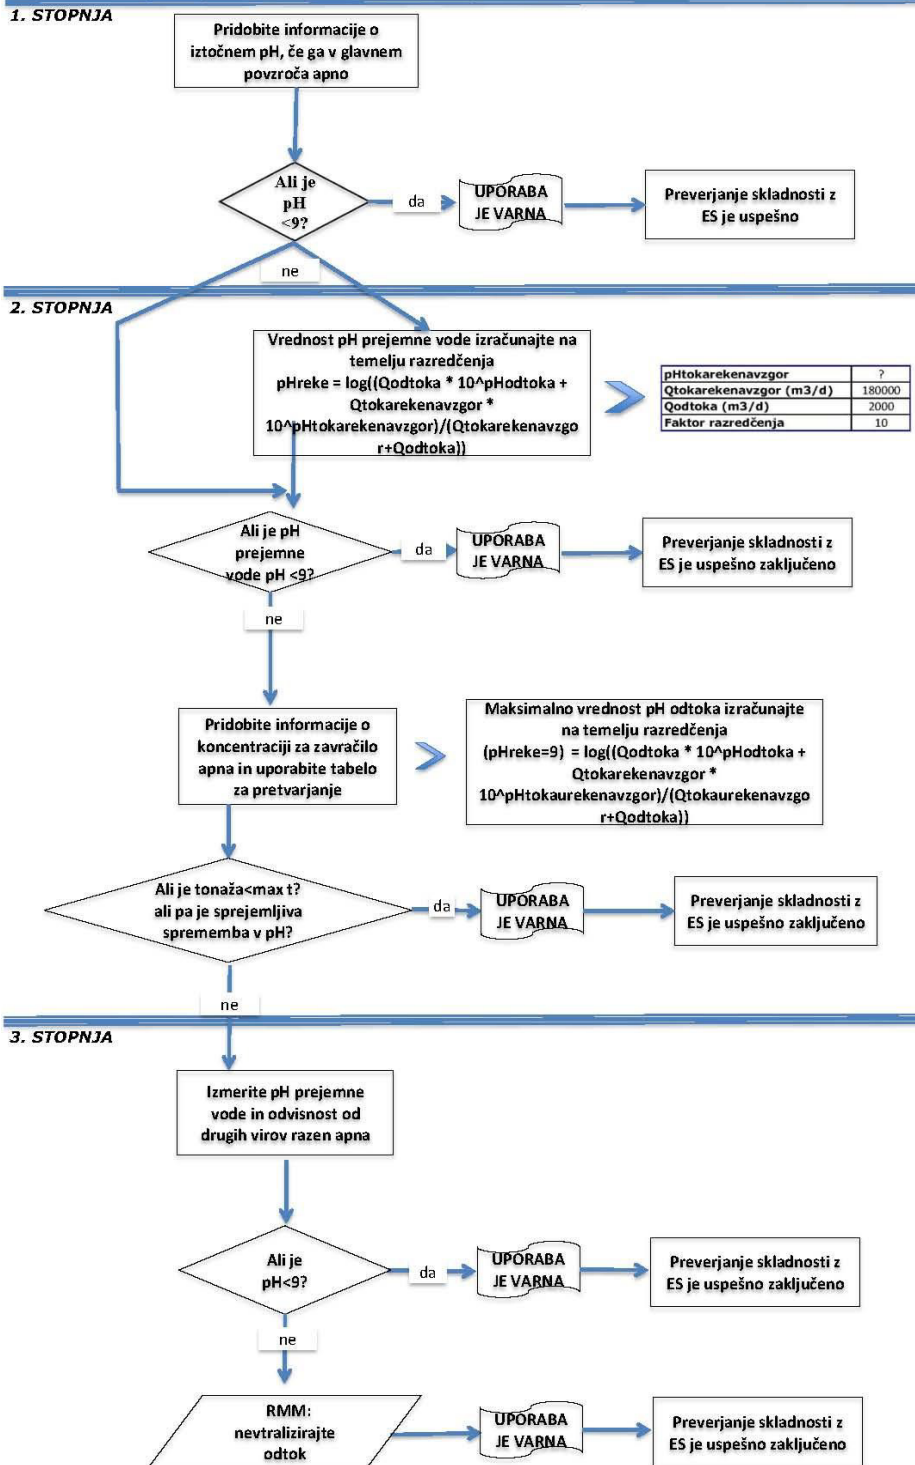 1. STOPNJA
Pridobite informacije o
iztočnem pH, če ga v glavnem
povzroča apno
Ali je
pH
<9?
da
UPORABA
JE VARNA
Preverjanje skladnosti z
ES je uspešno
ne
2. STOPNJA
Vrednost pH prejemne vode izračunajte na
temelju razredčenja
pHreke = log((Qodtoka * 10^pHodtoka +
Qtokarekenavzgor *
10^pHtokarekenavzgor)/(Qtokarekenavzgo
r+Qodtoka))
pHtokarekenavzgor ?
Qtokarekenavzgor (m3/d) 180000
Qodtoka (m3/d) 2000
Faktor razredčenja 10
Ali je pH
prejemne
vode pH <9?
da
UPORABA
JE VARNA
Preverjanje skladnosti z
ES je uspešno zaključeno
ne
Pridobite informacije o
koncentraciji za zavračilo
apna in uporabite tabelo
za pretvarjanje
Maksimalno vrednost pH odtoka izračunajte
na temelju razredčenja
(pHreke=9) = log((Qodtoka * 10^pHodtoka +
Qtokarekenavzgor *
10^pHtokaurekenavzgor)/(Qtokaurekenavzgo
r+Qodtoka))
Ali je tonaža<max t?
ali pa je sprejemljiva
sprememba v pH?
da
UPORABA
JE VARNA
Preverjanje skladnosti z
ES je uspešno zaključeno
ne
3. STOPNJA
Izmerite pH prejemne
vode in odvisnost od
drugih virov razen apna
Ali je
pH<9?
da
UPORABA
JE VARNA
Preverjanje skladnosti z
ES je uspešno zaključeno
ne
RMM:
nevtralizirajte
odtok
UPORABA
JE VARNA
Preverjanje skladnosti z
ES je uspešno zaključeno